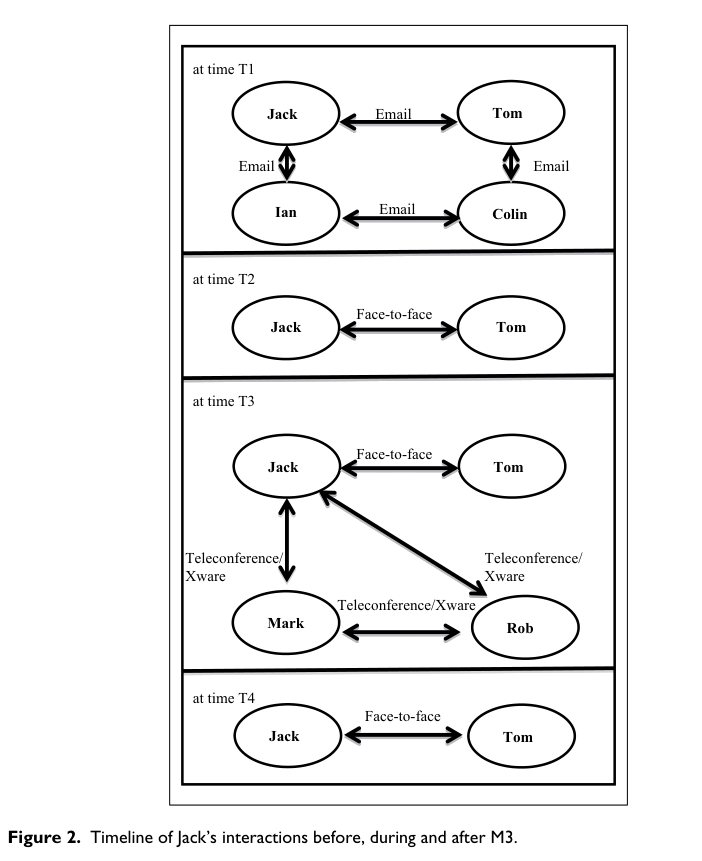 at time T1
Jack
Email
Tom
Email
Email
Ian
Email
Colin
at time T2
Jack
Face-to-face
Tom
at time T3
Jack
Face-to-face
Tom
Teleconference/
Xware
Teleconference/
Xware
Mark
Teleconference/Xware
Rob
at time T4
Jack
Face-to-face
Tom
Figure 2. Timeline of Jack's interactions before, during and after M3.